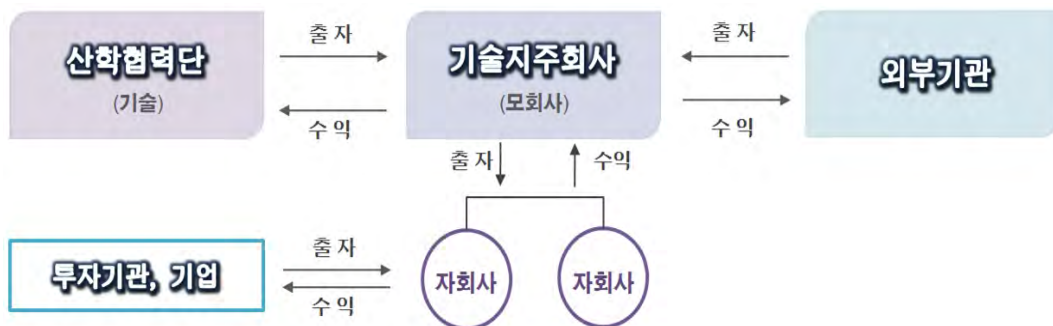 산학협력단
(기술)
출 자
수 익
기술지주회사
(모회사)
출 자
수 익
외부기관
출 자
수익
투자기관, 기업
출 자
수 익
자회사
자회사